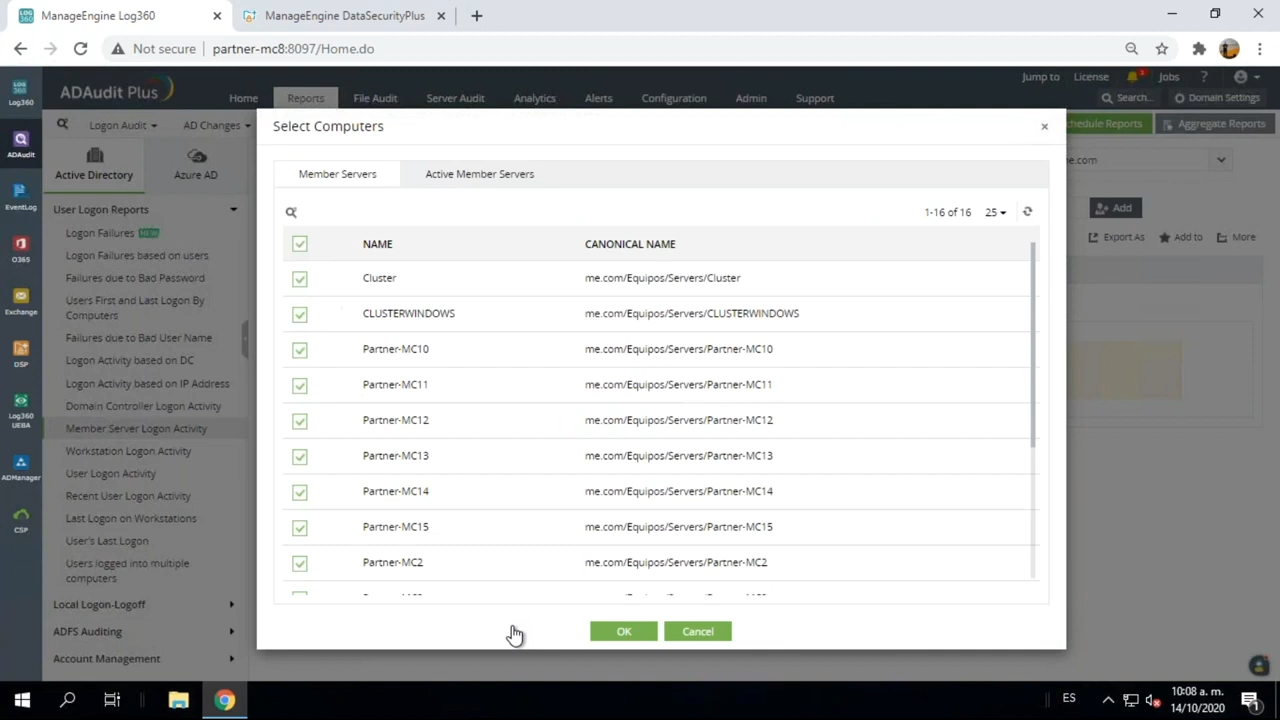 ManageEngine Log360
ManageEngine DataSecurityPlus
Not secure
partner-mc8:8097/Home.do
LOG
360
Log360
ADAudit
EventLog
O365
Exchange
DSP
Log360
UEBA
ADManager
CSP
ADAudit Plus
Jump to
License
Jobs
?
Home
Reports
File Audit
Server Audit
Analytics
Alerts
Configuration
Admin
Support
Search...
Domain Settings
Logon Audit
AD Changes
chedule Reports
Aggregate Reports
Active Directory
Azure AD
e.com
Add
Export As
Add to
More
User Logon Reports
Logon Failures NEW
Logon Failures based on users
Failures due to Bad Password
Users First and Last Logon By
Computers
Failures due to Bad User Name
Logon Activity based on DC
Logon Activity based on IP Address
Domain Controller Logon Activity
Member Server Logon Activity
Workstation Logon Activity
User Logon Activity
Recent User Logon Activity
Last Logon on Workstations
User's Last Logon
Users logged into multiple
computers
Local Logon-Logoff
ADFS Auditing
Account Management
Select Computers
Member Servers
Active Member Servers
1-16 of 16
25
NAME
CANONICAL NAME
Cluster
me.com/Equipos/Servers/Cluster
CLUSTERWINDOWS
me.com/Equipos/Servers/CLUSTERWINDOWS
Partner-MC10
me.com/Equipos/Servers/Partner-MC10
Partner-MC11
me.com/Equipos/Servers/Partner-MC11
Partner-MC12
me.com/Equipos/Servers/Partner-MC12
Partner-MC13
me.com/Equipos/Servers/Partner-MC13
Partner-MC14
me.com/Equipos/Servers/Partner-MC14
Partner-MC15
me.com/Equipos/Servers/Partner-MC15
Partner-MC2
me.com/Equipos/Servers/Partner-MC2
OK
Cancel
ES
10:08 a. m.
14/10/2020
1